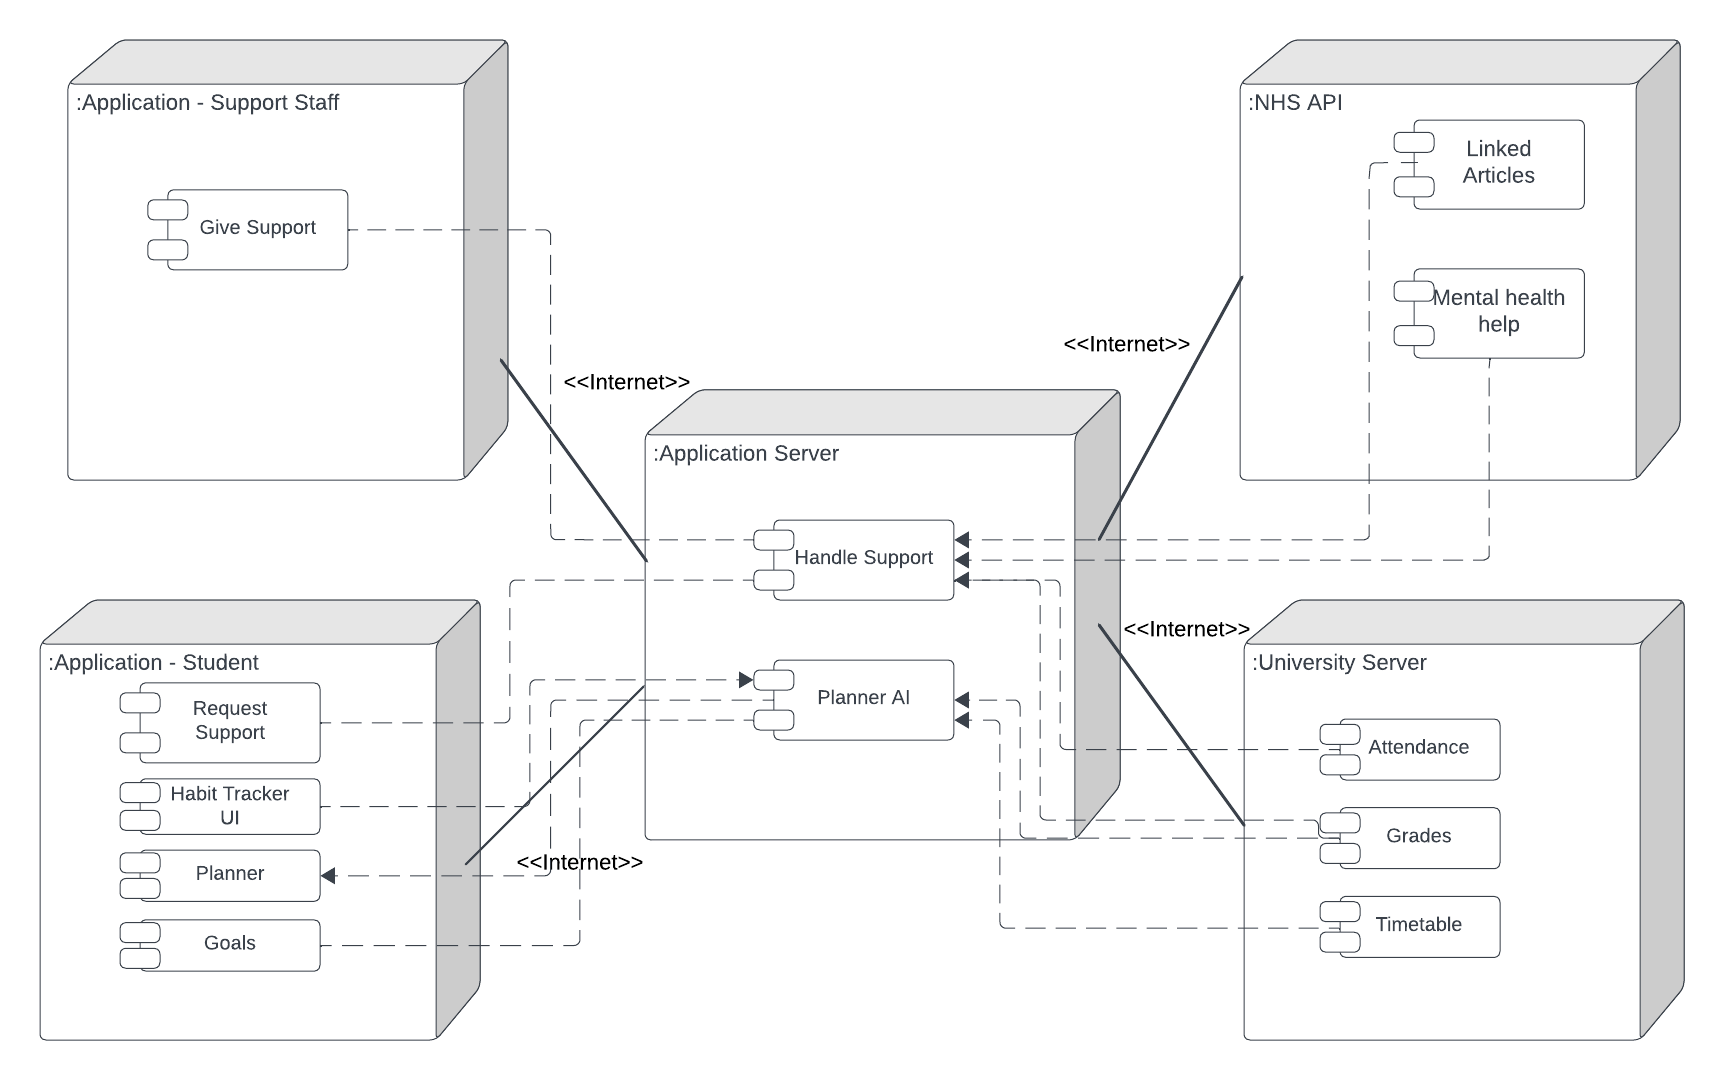 :Application - Support Staff
Give Support
:NHS API
Linked
Articles
Mental health
help
<<Internet>>
<<Internet>>
:Application Server
Handle Support
Planner AI
<<Internet>>
:Application - Student
Request
Support
Habit Tracker
UI
Planner
Goals
<<Internet>>
:University Server
Attendance
Grades
Timetable